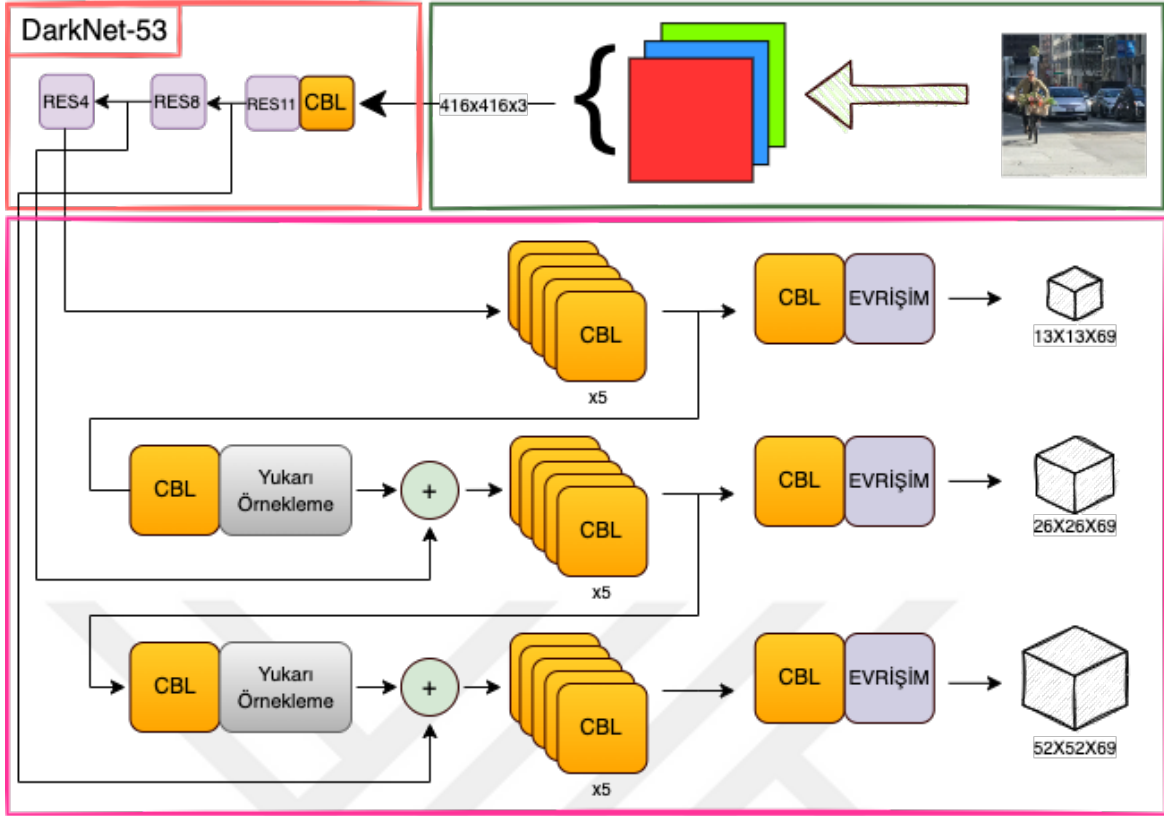 DarkNet-53
RES4
RES8
RES11
CBL
416x416x3
{
CBL
x5
CBL
EVRİŞİM
13X13X69
CBL
Yukarı
Örnekleme
+
CBL
x5
CBL
EVRİŞİM
26X26X69
CBL
Yukarı
Örnekleme
+
CBL
x5
CBL
EVRİŞİM
52X52X69